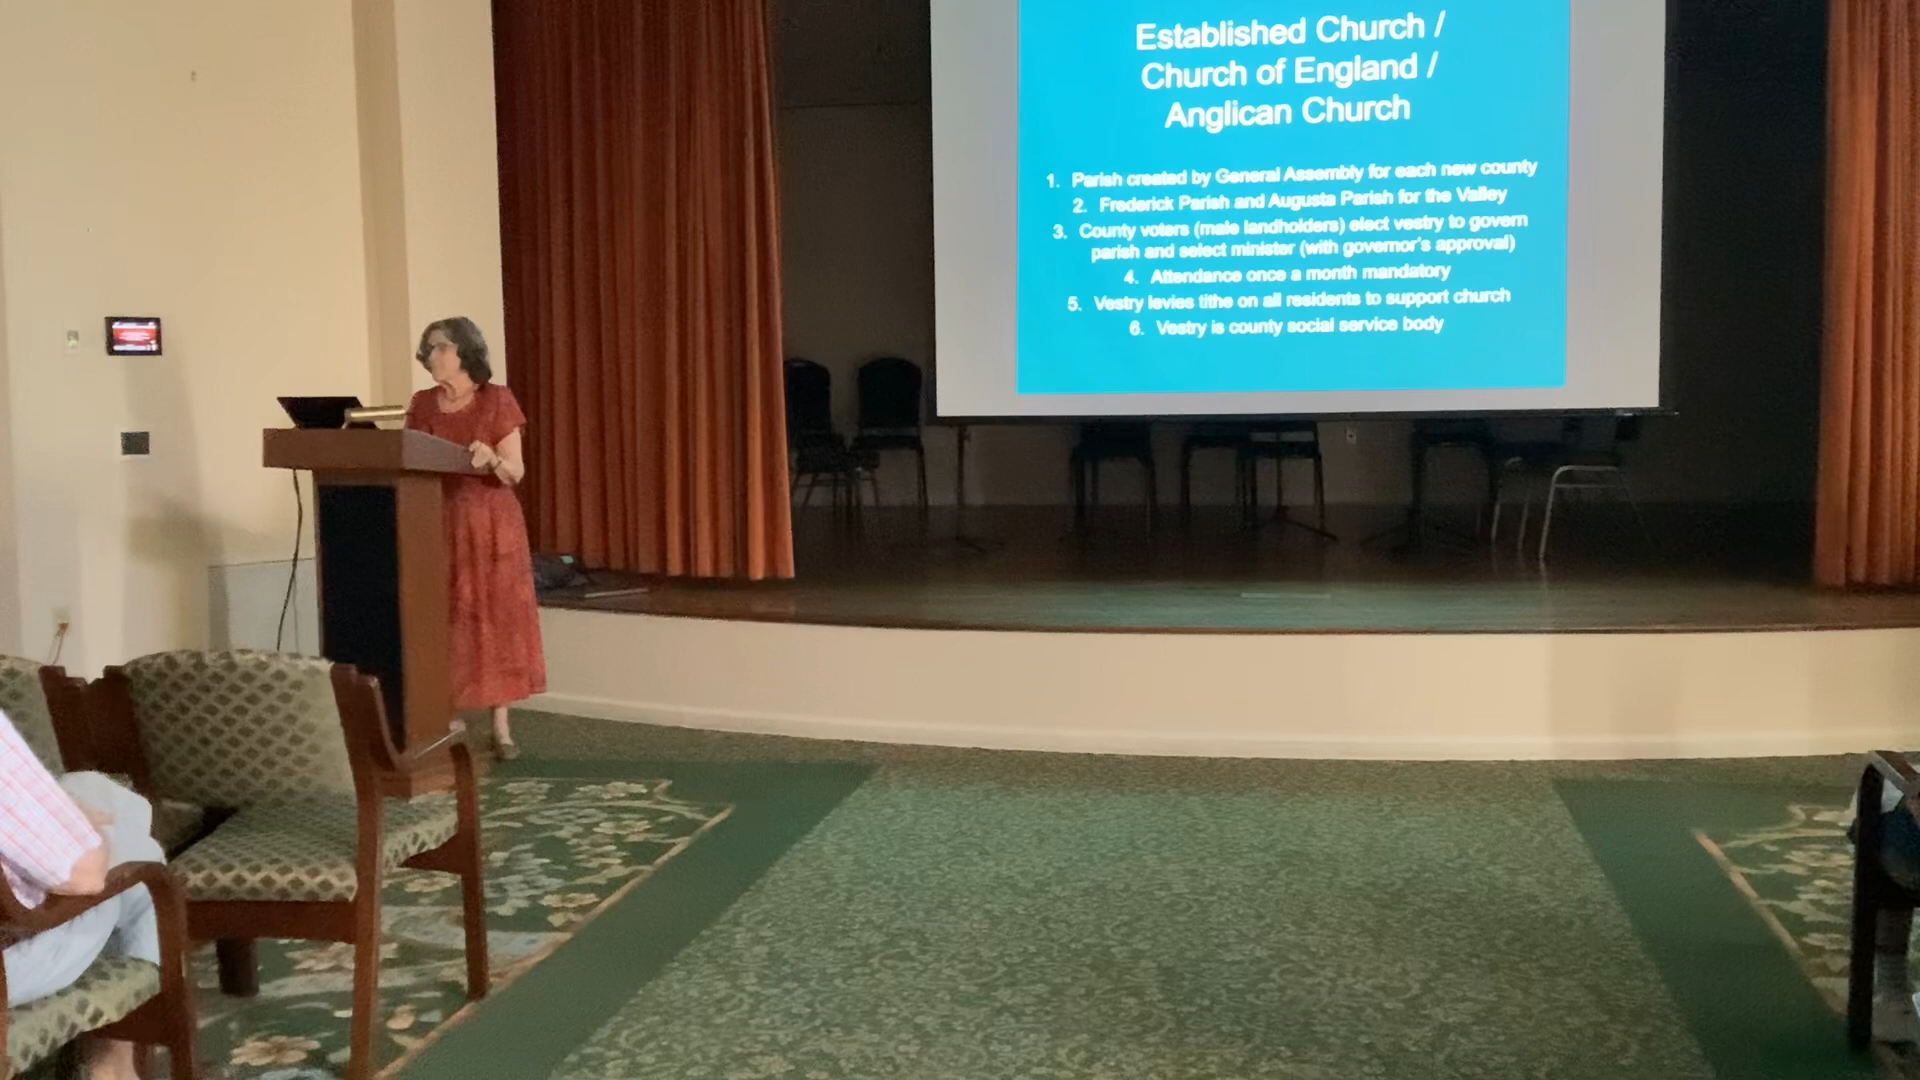 Established Church /
Church of England /
Anglican Church
1. Parish created by General Assembly for each new county
2. Frederick Parish and Augusta Parish for the Valley
3. County voters (male landholders) elect vestry to govern
parish and select minister (with governor's approval)
4. Attendance once a month mandatory
5. Vestry levies tithe on all residents to support church
6. Vestry is county social service body